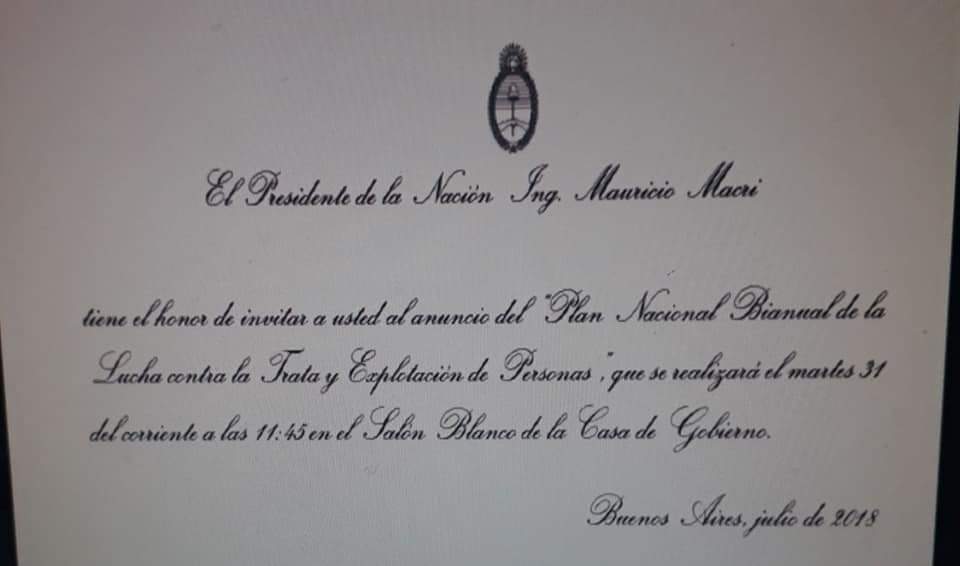 El Presidente de la Nación Ing. Mauricio Macri
tiene el honor de invitar a usted al anuncio del "Plan Nacional Bianual de la
Lucha contra la Trata y Explotación de Personas", que se realizará el martes 31
del corriente a las 11:45 en el Salón Blanco de la Casa de Gobierno.
Buenos Aires, julio de 2018